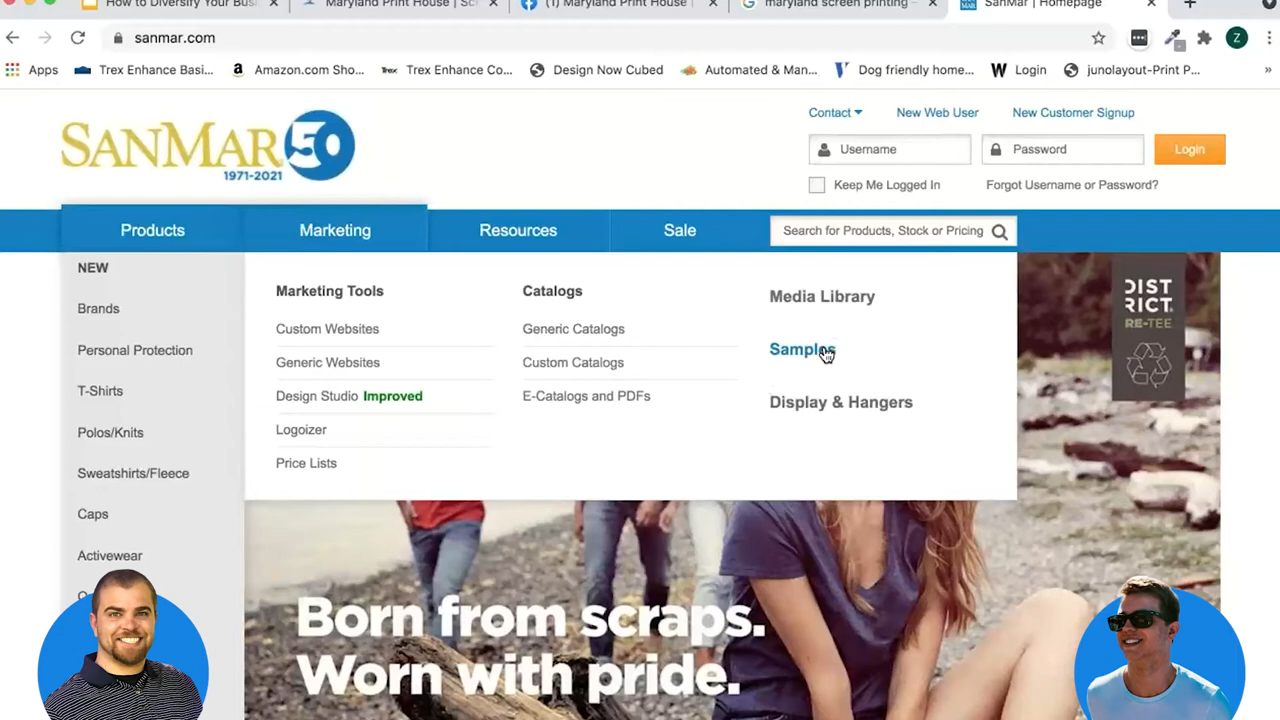 How to Diversify Your Bus
Maryland Print House | Scr
(1) Maryland Print House |
maryland screen printing
SanMar | Homepage
sanmar.com
Z
Apps
Trex Enhance Basi...
Amazon.com Sho...
Trex Enhance Co...
Design Now Cubed
Automated & Man...
Dog friendly home...
Login
junolayout-Print P...
»
SANMAR 50
1971-2021
Contact
New Web User
New Customer Signup
Username
Password
Login
Keep Me Logged In
Forgot Username or Password?
Products
Marketing
Resources
Sale
Search for Products, Stock or Pricing
NEW
Brands
Personal Protection
T-Shirts
Polos/Knits
Sweatshirts/Fleece
Caps
Activewear
Marketing Tools
Custom Websites
Generic Websites
Design Studio Improved
Logoizer
Price Lists
Catalogs
Generic Catalogs
Custom Catalogs
E-Catalogs and PDFs
Media Library
Samples
Display & Hangers
DIST
RICT
RE-TEE
Born from scraps.
Worn with pride.